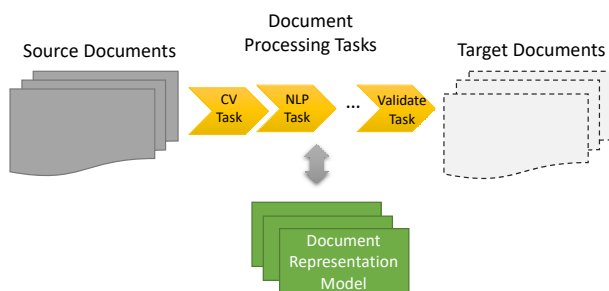 Document
Processing Tasks
Source Documents
Target Documents
CV
Task
NLP
Task
...
Validate
Task
Document
Representation
Model